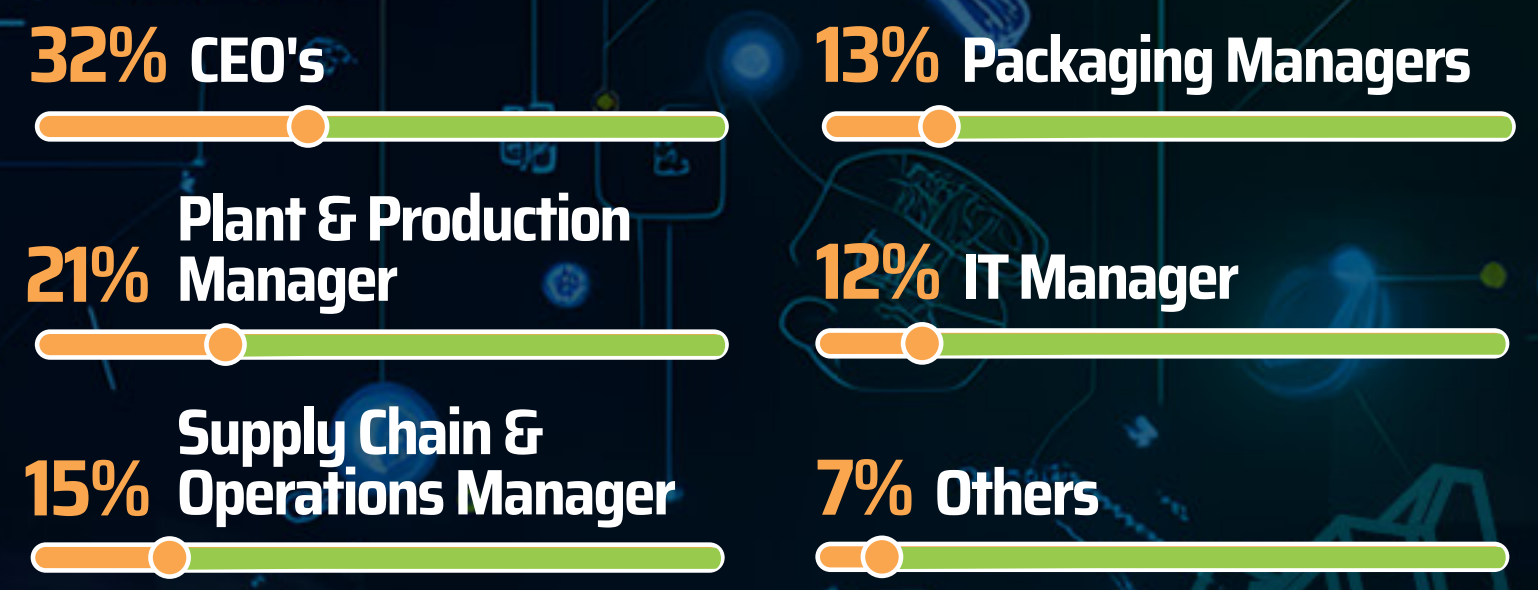 32% CEO's
21% Plant & Production
Manager
15% Supply Chain &
Operations Manager
13% Packaging Managers
12% IT Manager
7% Others